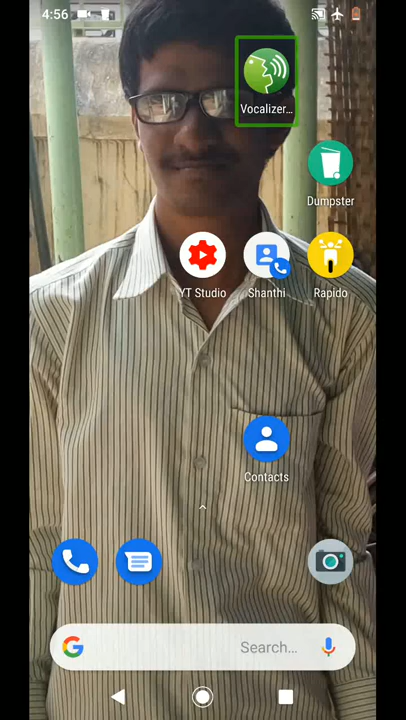 4:56
Vocalizer...
Dumpster
YT Studio
Shanthi
Rapido
Contacts
Search...